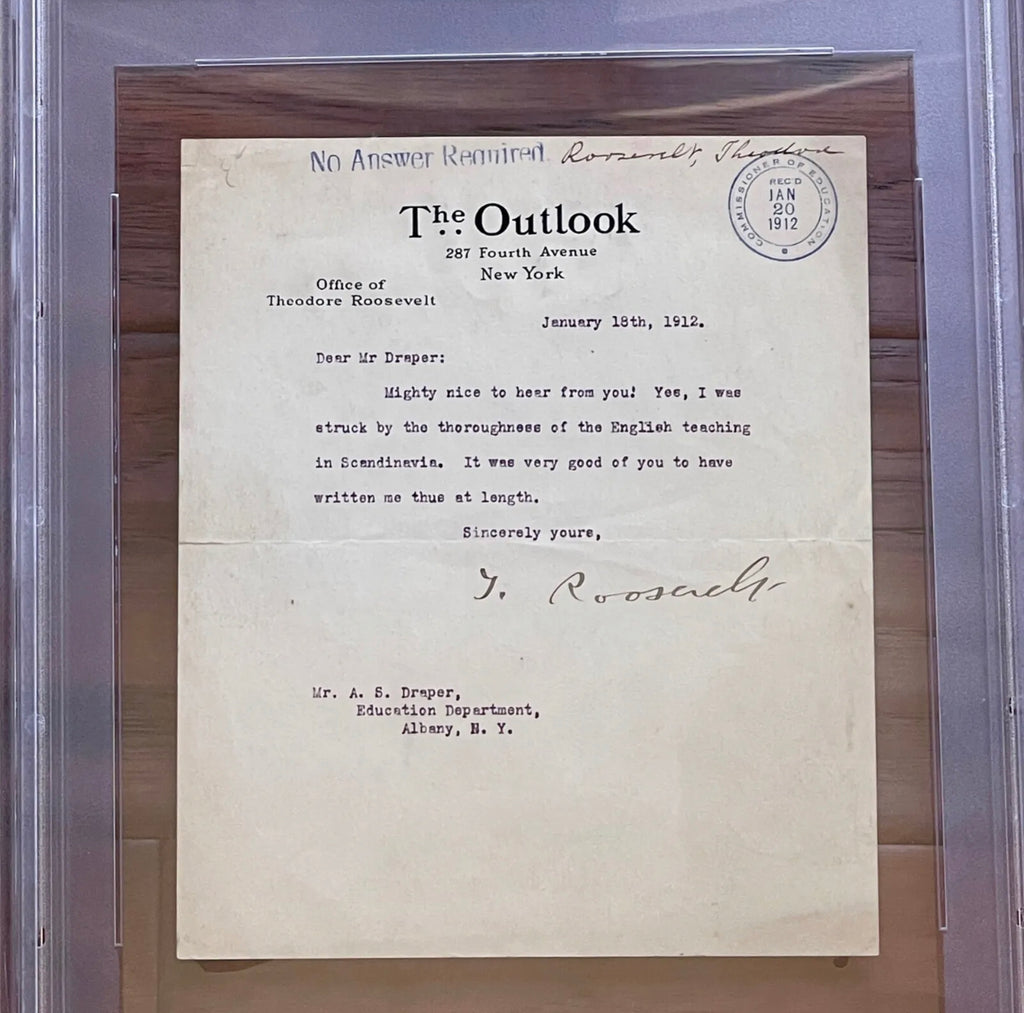 No Answer Required. Roosevelt, Theodore
COMMISSIONER OF EDUCATION
REC'D
JAN
20
1912
The Outlook
287 Fourth Avenue
New York
Office of
Theodore Roosevelt
January 18th, 1912.
Dear Mr Draper:
Mighty nice to hear from you! Yes, I was
struck by the thoroughness of the English teaching
in Scandinavia. It was very good of you to have
written me thus at length.
Sincerely yours,
T. Roosevelt
Mr. A. S. Draper,
Education Department,
Albany, N. Y.